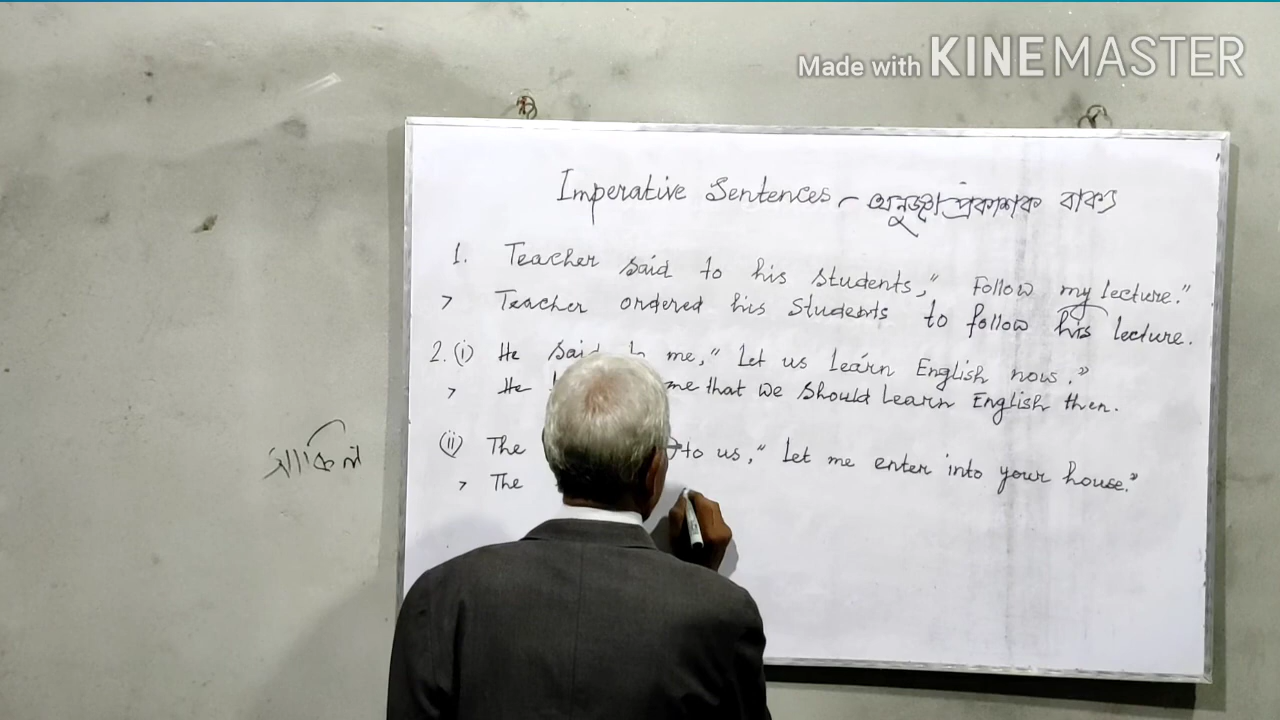 Made with KINEMASTER
Imperative Sentences - অনুজ্ঞা প্রকাশক বাক্য
1. Teacher said to his students," Follow my lecture."
> Teacher ordered his students to follow his lecture.
2. (i) He said to me," Let us learn English now."
> He me that we should learn English then.
(ii) The to us," Let me enter into your house."
> The